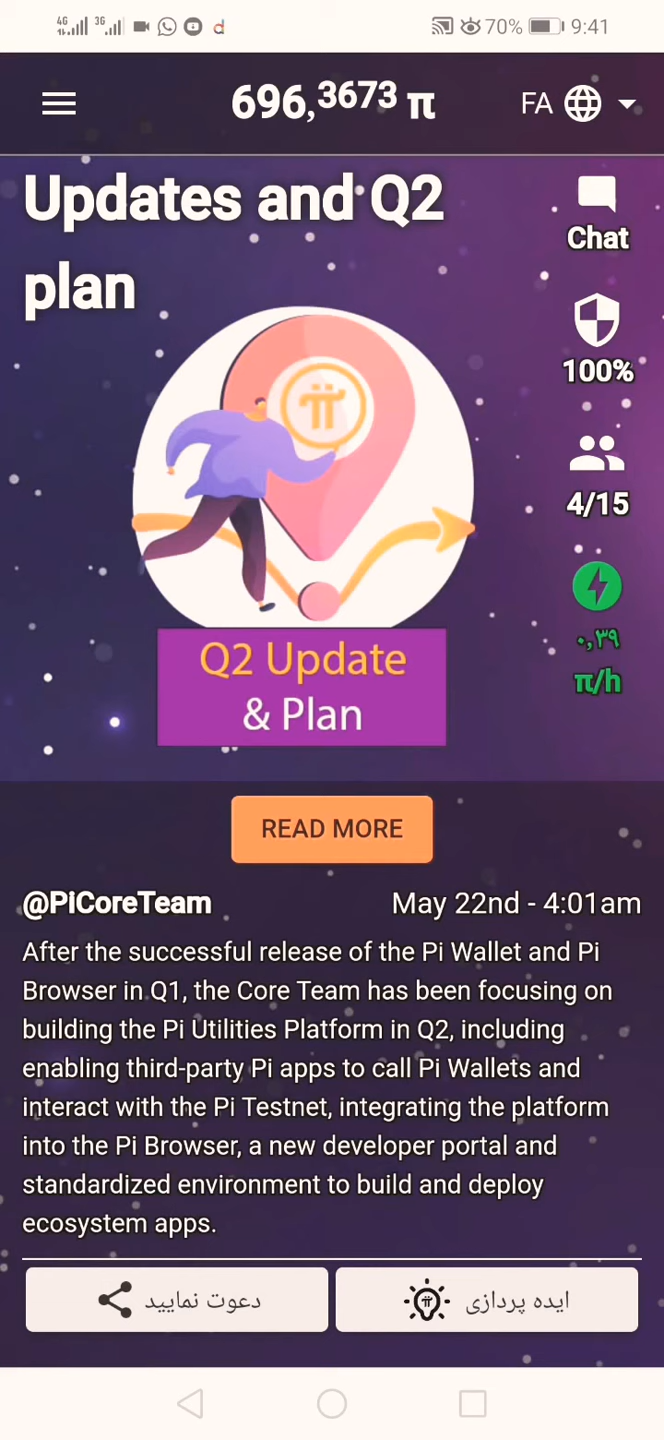 4G 3G 70% 9:41
696,3673 π FA
Updates and Q2
plan
Chat
100%
4/15
۰,۳۹
π/h
Q2 Update
& Plan
READ MORE
@PiCoreTeam May 22nd - 4:01am
After the successful release of the Pi Wallet and Pi
Browser in Q1, the Core Team has been focusing on
building the Pi Utilities Platform in Q2, including
enabling third-party Pi apps to call Pi Wallets and
interact with the Pi Testnet, integrating the platform
into the Pi Browser, a new developer portal and
standardized environment to build and deploy
ecosystem apps.
دعوت نمایید
ایده پردازی